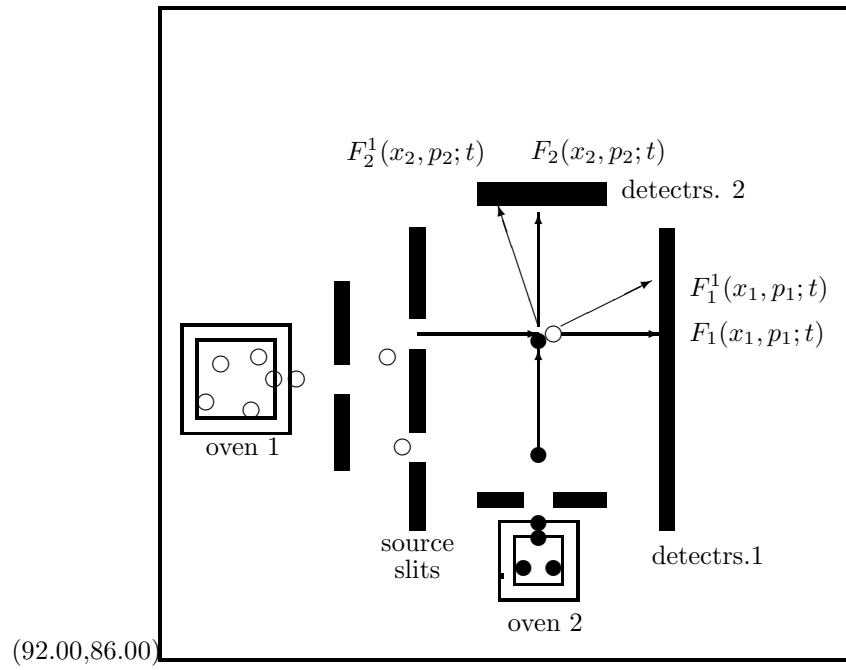 F_2^1(x_2, p_2; t)
F_2(x_2, p_2; t)
detectrs. 2
F_1^1(x_1, p_1; t)
F_1(x_1, p_1; t)
oven 1
source
slits
detectrs.1
oven 2
(92.00,86.00)